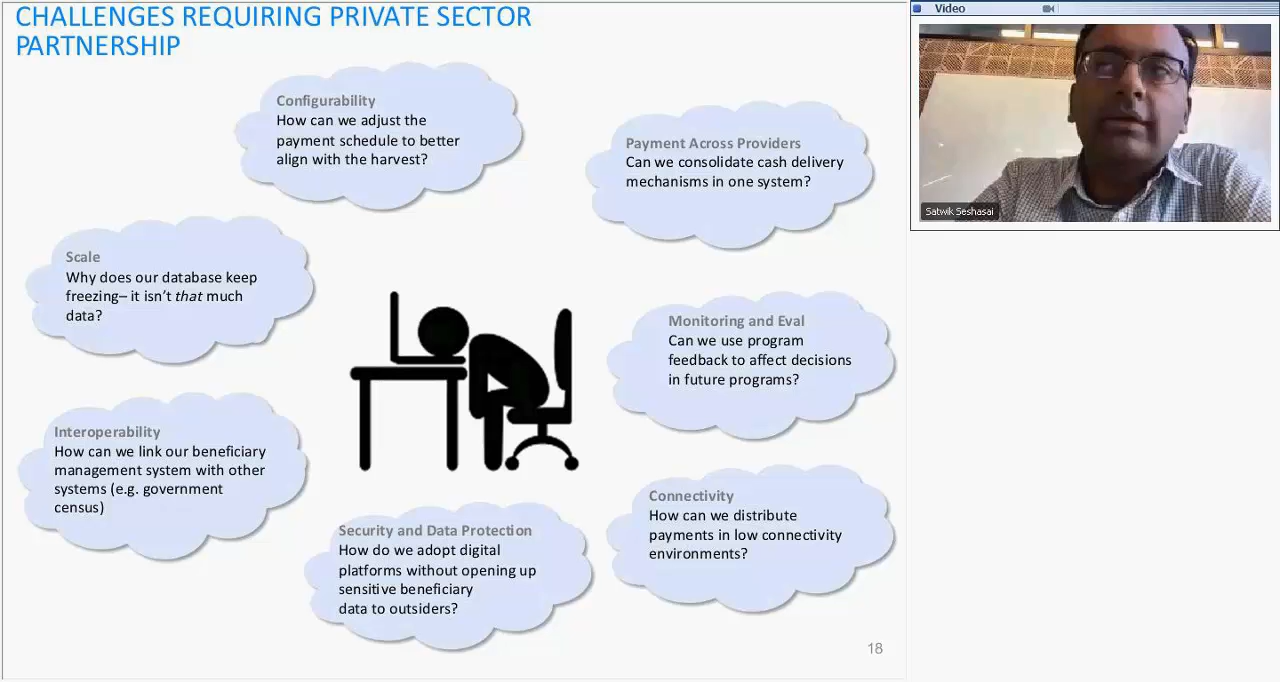 CHALLENGES REQUIRING PRIVATE SECTOR
PARTNERSHIP
Configurability
How can we adjust the
payment schedule to better
align with the harvest?
Payment Across Providers
Can we consolidate cash delivery
mechanisms in one system?
Scale
Why does our database keep
freezing– it isn't that much
data?
Monitoring and Eval
Can we use program
feedback to affect decisions
in future programs?
Interoperability
How can we link our beneficiary
management system with other
systems (e.g. government
census)
Connectivity
How can we distribute
payments in low connectivity
environments?
Security and Data Protection
How do we adopt digital
platforms without opening up
sensitive beneficiary
data to outsiders?
18
Video
Satwik Seshasai